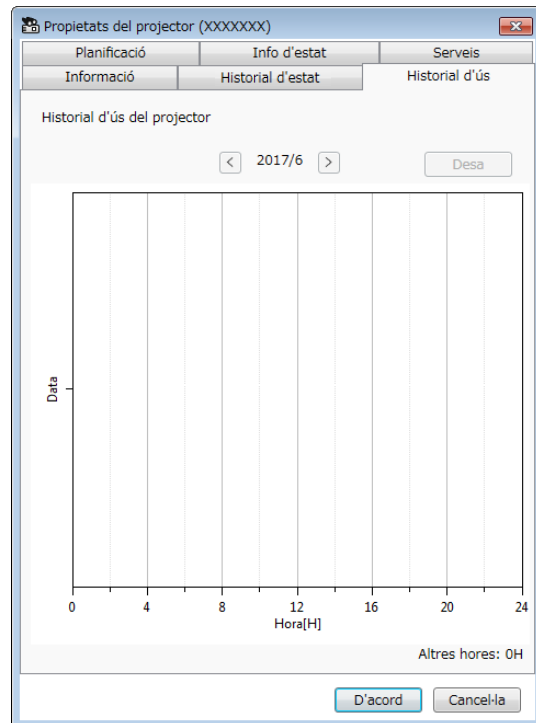 Propietats del projector (XXXXXXX)
Planificació Info d'estat Serveis
Informació Historial d'estat Historial d'ús
Historial d'ús del projector
< 2017/6 > Desa
Data
0 4 8 12 16 20 24
Hora[H]
Altres hores: 0H
D'acord Cancel·la